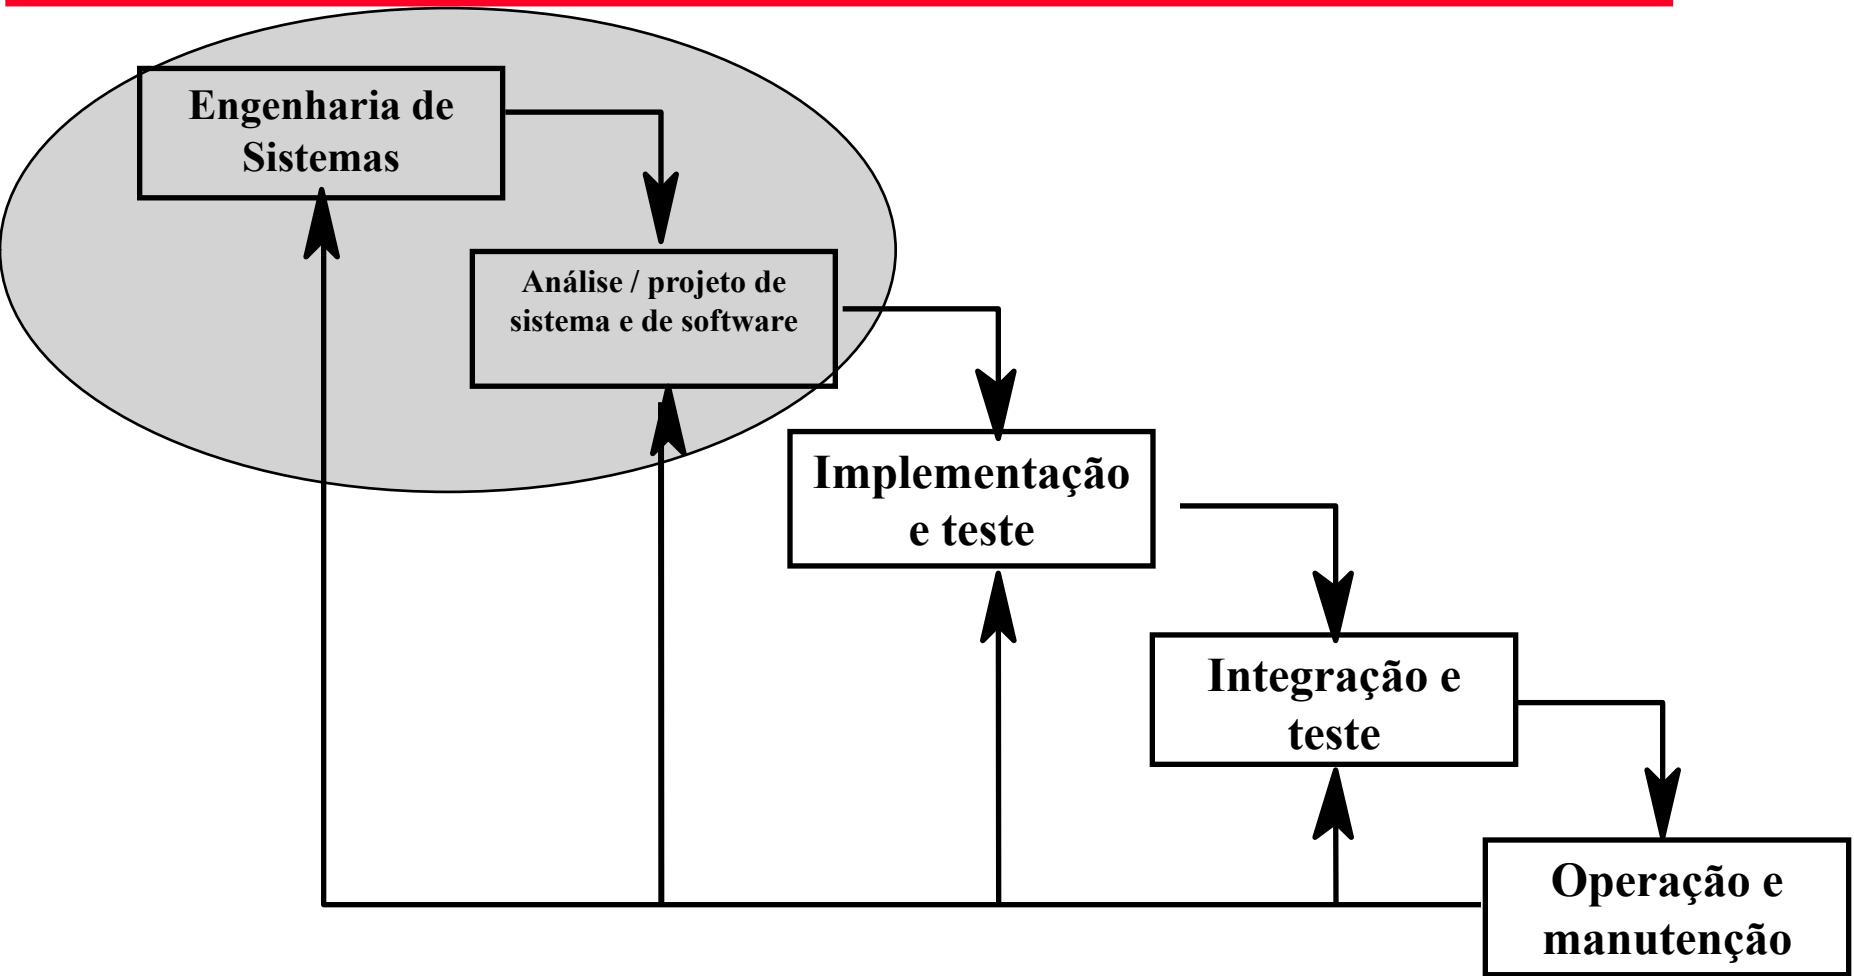 Engenharia de
Sistemas
Análise / projeto de
sistema e de software
Implementação
e teste
Integração e
teste
Operação e
manutenção